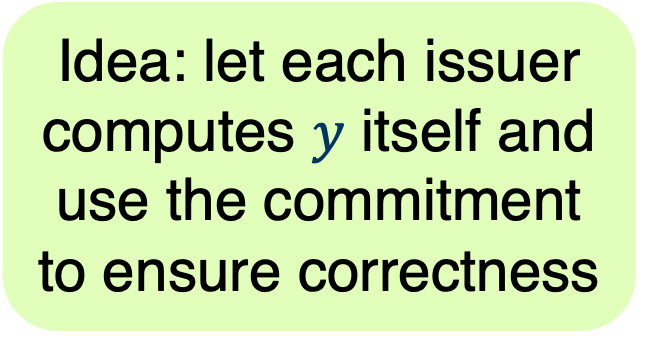 Idea: let each issuer
computes y itself and
use the commitment
to ensure correctness